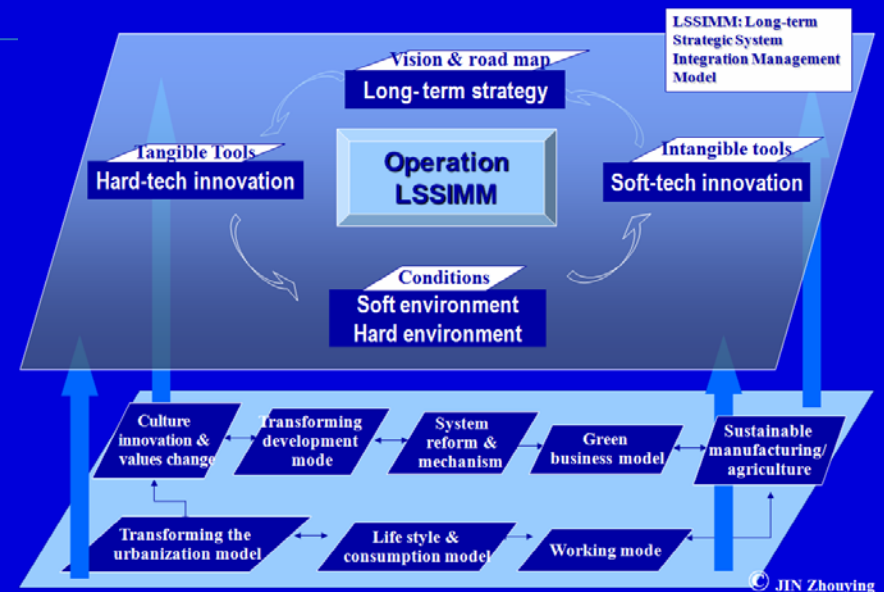 LSSIMM: Long-term
Strategic System
Integration Management
Model
Vision & road map
Long- term strategy
Tangible Tools
Hard-tech innovation
Operation
LSSIMM
Intangible tools
Soft-tech innovation
Conditions
Soft environment
Hard environment
Culture
innovation &
values change
Transforming
development
mode
System
reform &
mechanism
Green
business model
Sustainable
manufacturing/
agriculture
Transforming the
urbanization model
Life style &
consumption model
Working mode
© JIN Zhouying